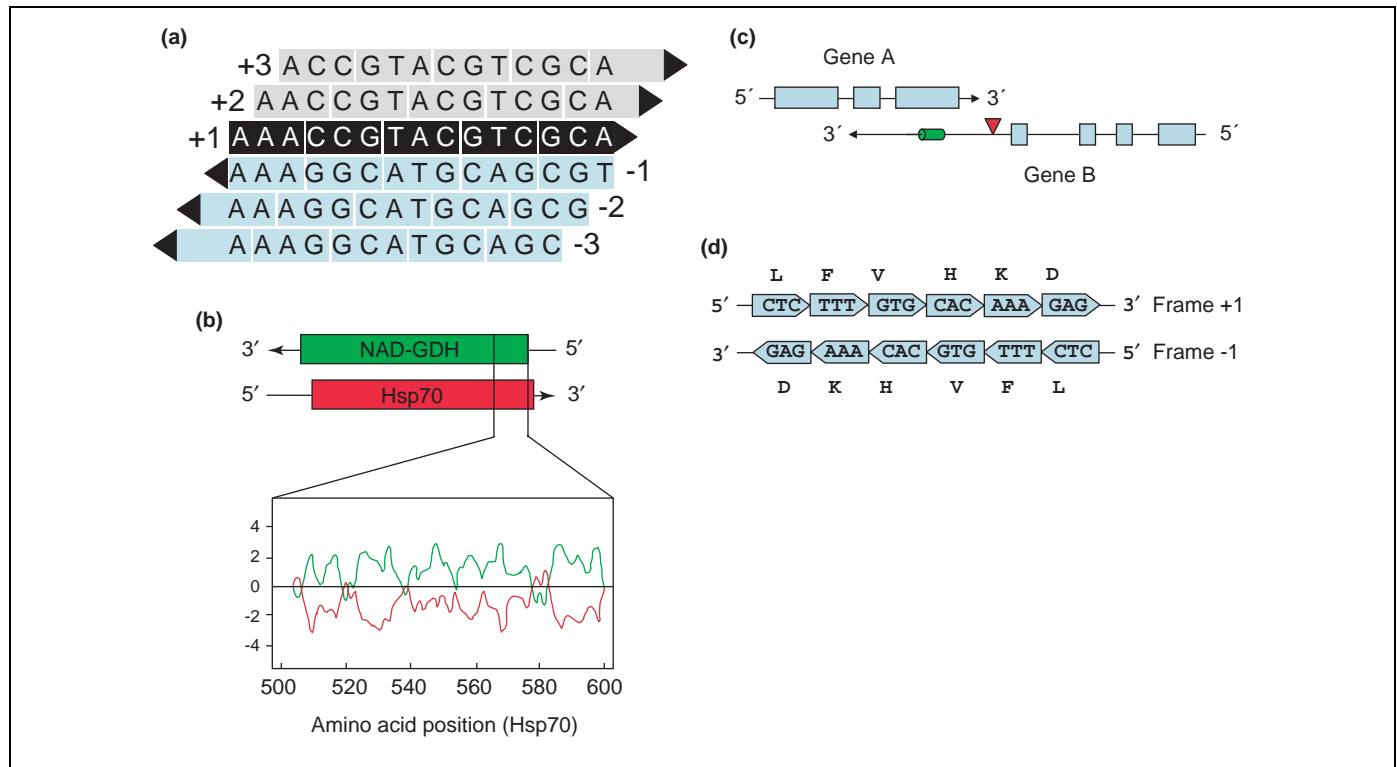 (a)
+3 A C C G T A C G T C G C A
+2 A A C C G T A C G T C G C A
+1 A A A C C G T A C G T C G C A
A A A G G C A T G C A G C G T -1
A A A G G C A T G C A G C G -2
A A A G G C A T G C A G C -3
(b)
3′ NAD-GDH 5′
5′ Hsp70 3′
4
2
0
-2
-4
500 520 540 560 580 600
Amino acid position (Hsp70)
(c)
Gene A
5′ 3′
3′ 5′
Gene B
(d)
L F V H K D
5′ CTC TTT GTG CAC AAA GAG 3′ Frame +1
3′ GAG AAA CAC GTG TTT CTC 5′ Frame -1
D K H V F L